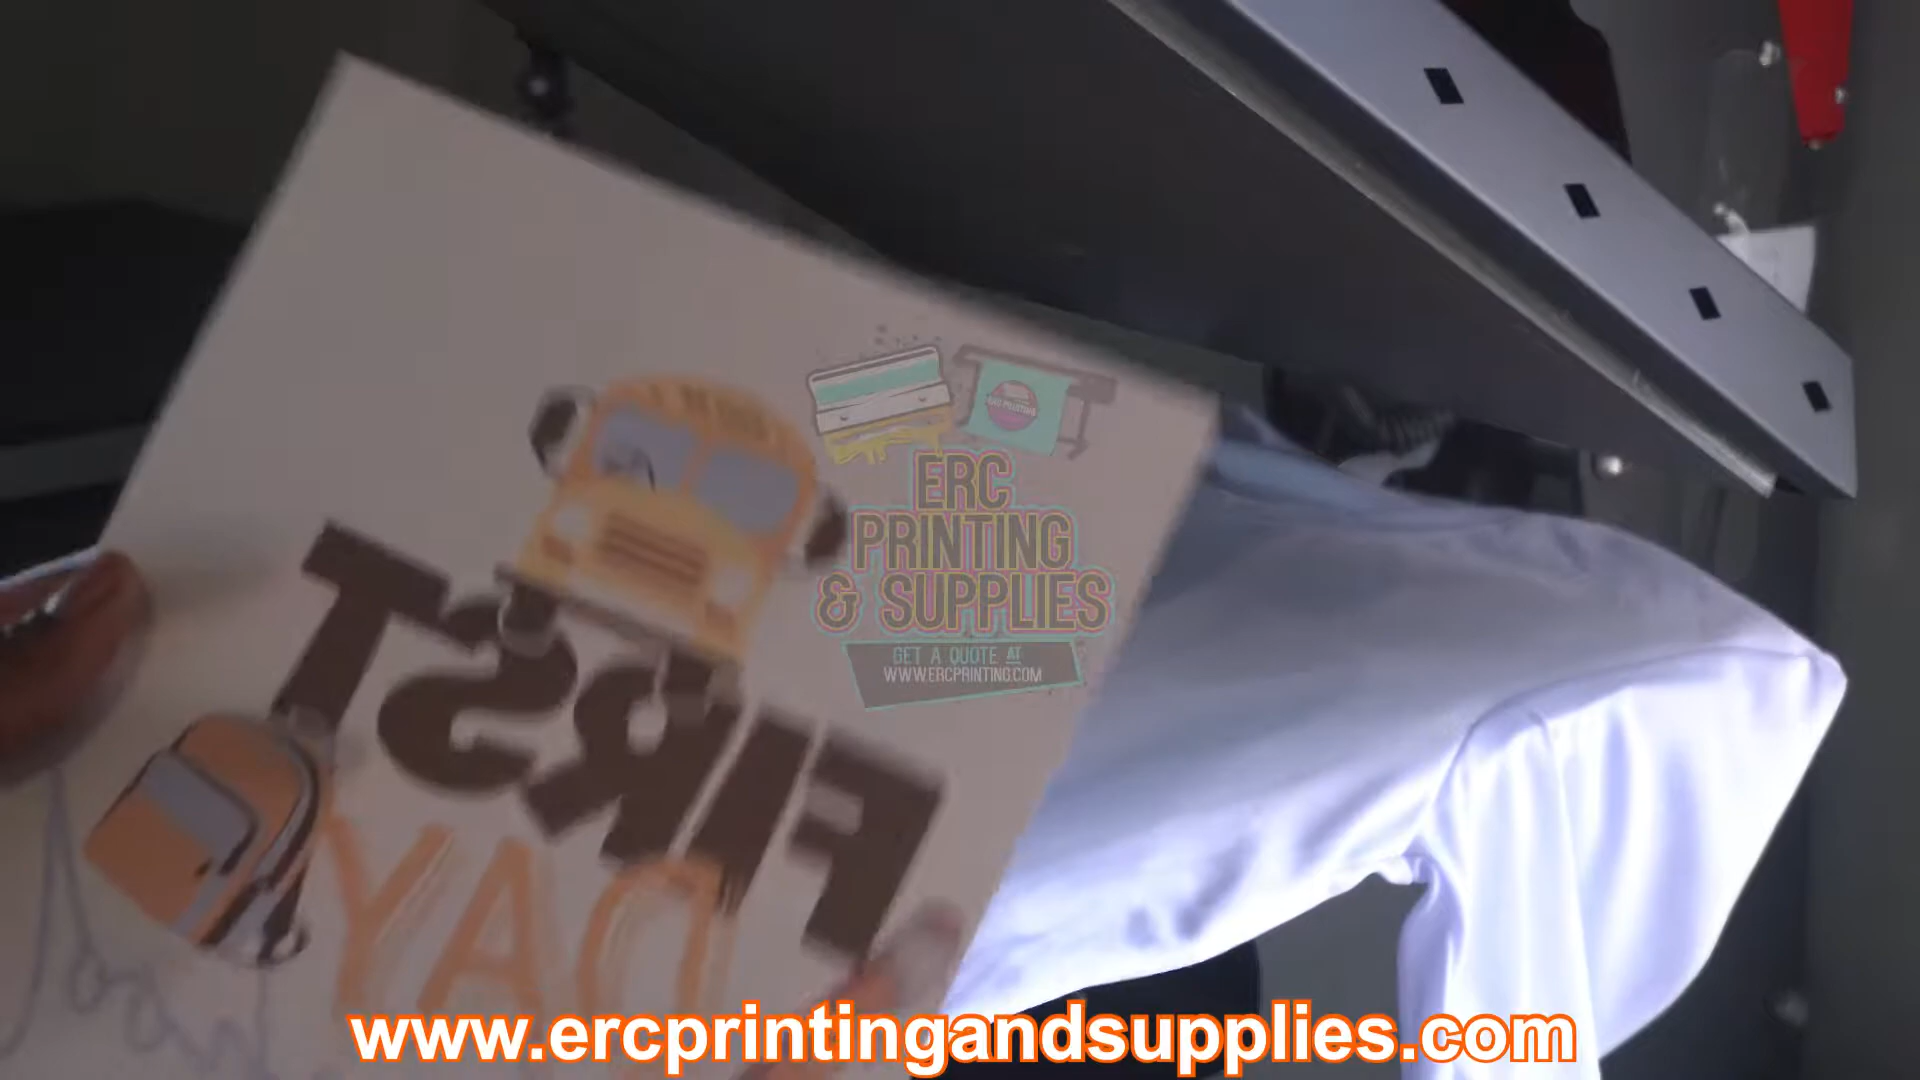 ERC
PRINTING
& SUPPLIES
GET A QUOTE AT
WWW.ERCPRINTING.COM
FIRST
DAY
www.ercprintingandsupplies.com